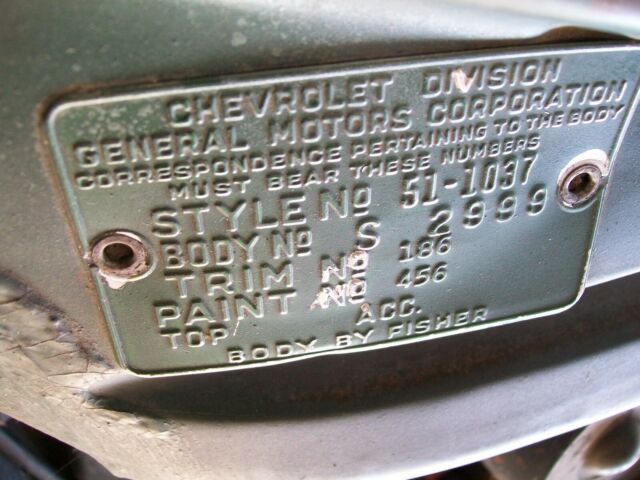 CHEVROLET DIVISION
GENERAL MOTORS CORPORATION
CORRESPONDENCE PERTAINING TO THE BODY
MUST BEAR THESE NUMBERS
STYLE NO 51-1037
BODY NO S 2999
TRIM NO 186
PAINT NO 456
TOP ACC.
BODY BY FISHER